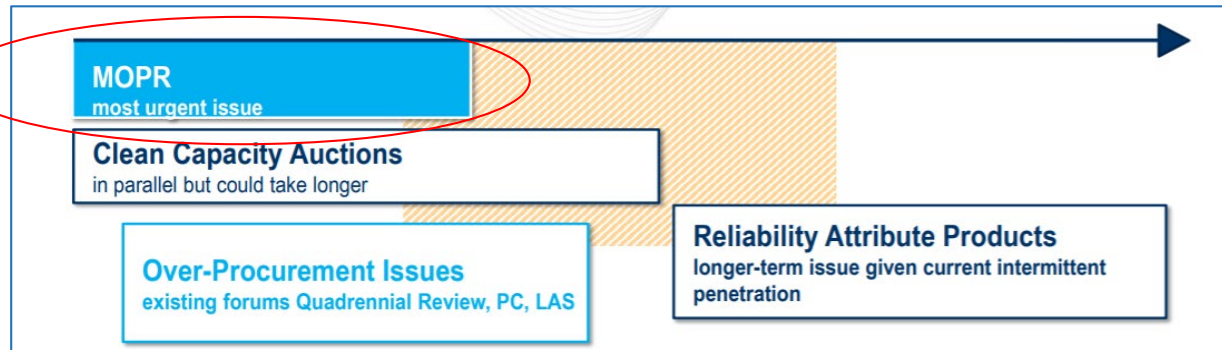 MOPR
most urgent issue
Clean Capacity Auctions
in parallel but could take longer
Over-Procurement Issues
existing forums Quadrennial Review, PC, LAS
Reliability Attribute Products
longer-term issue given current intermittent
penetration